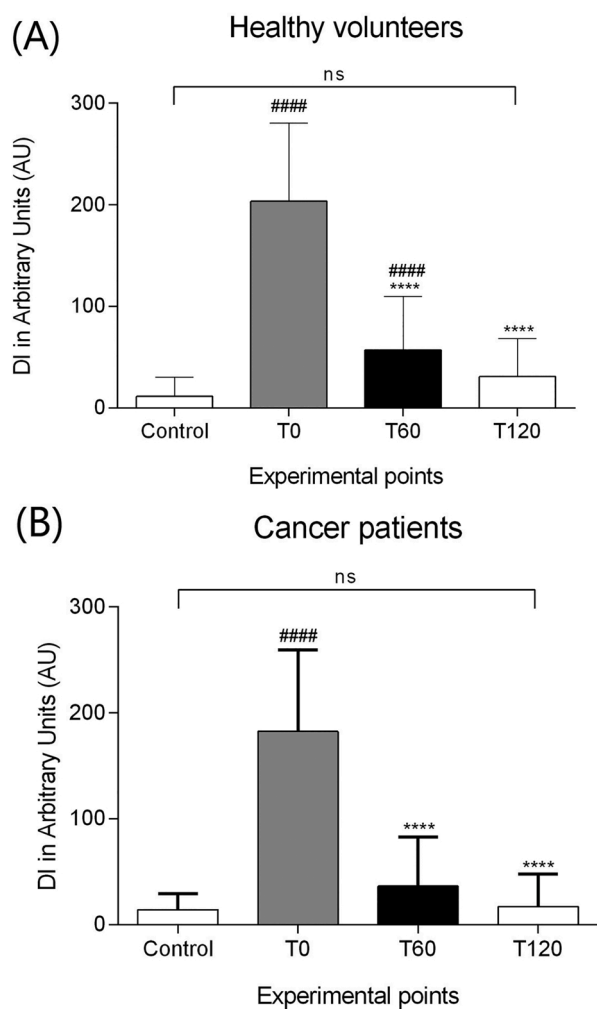 (A)
Healthy volunteers
ns
DI in Arbitrary Units (AU)
300
200
100
0
####
####
****
****
Control T0 T60 T120
Experimental points
(B)
Cancer patients
ns
DI in Arbitrary Units (AU)
300
200
100
0
####
****
****
Control T0 T60 T120
Experimental points